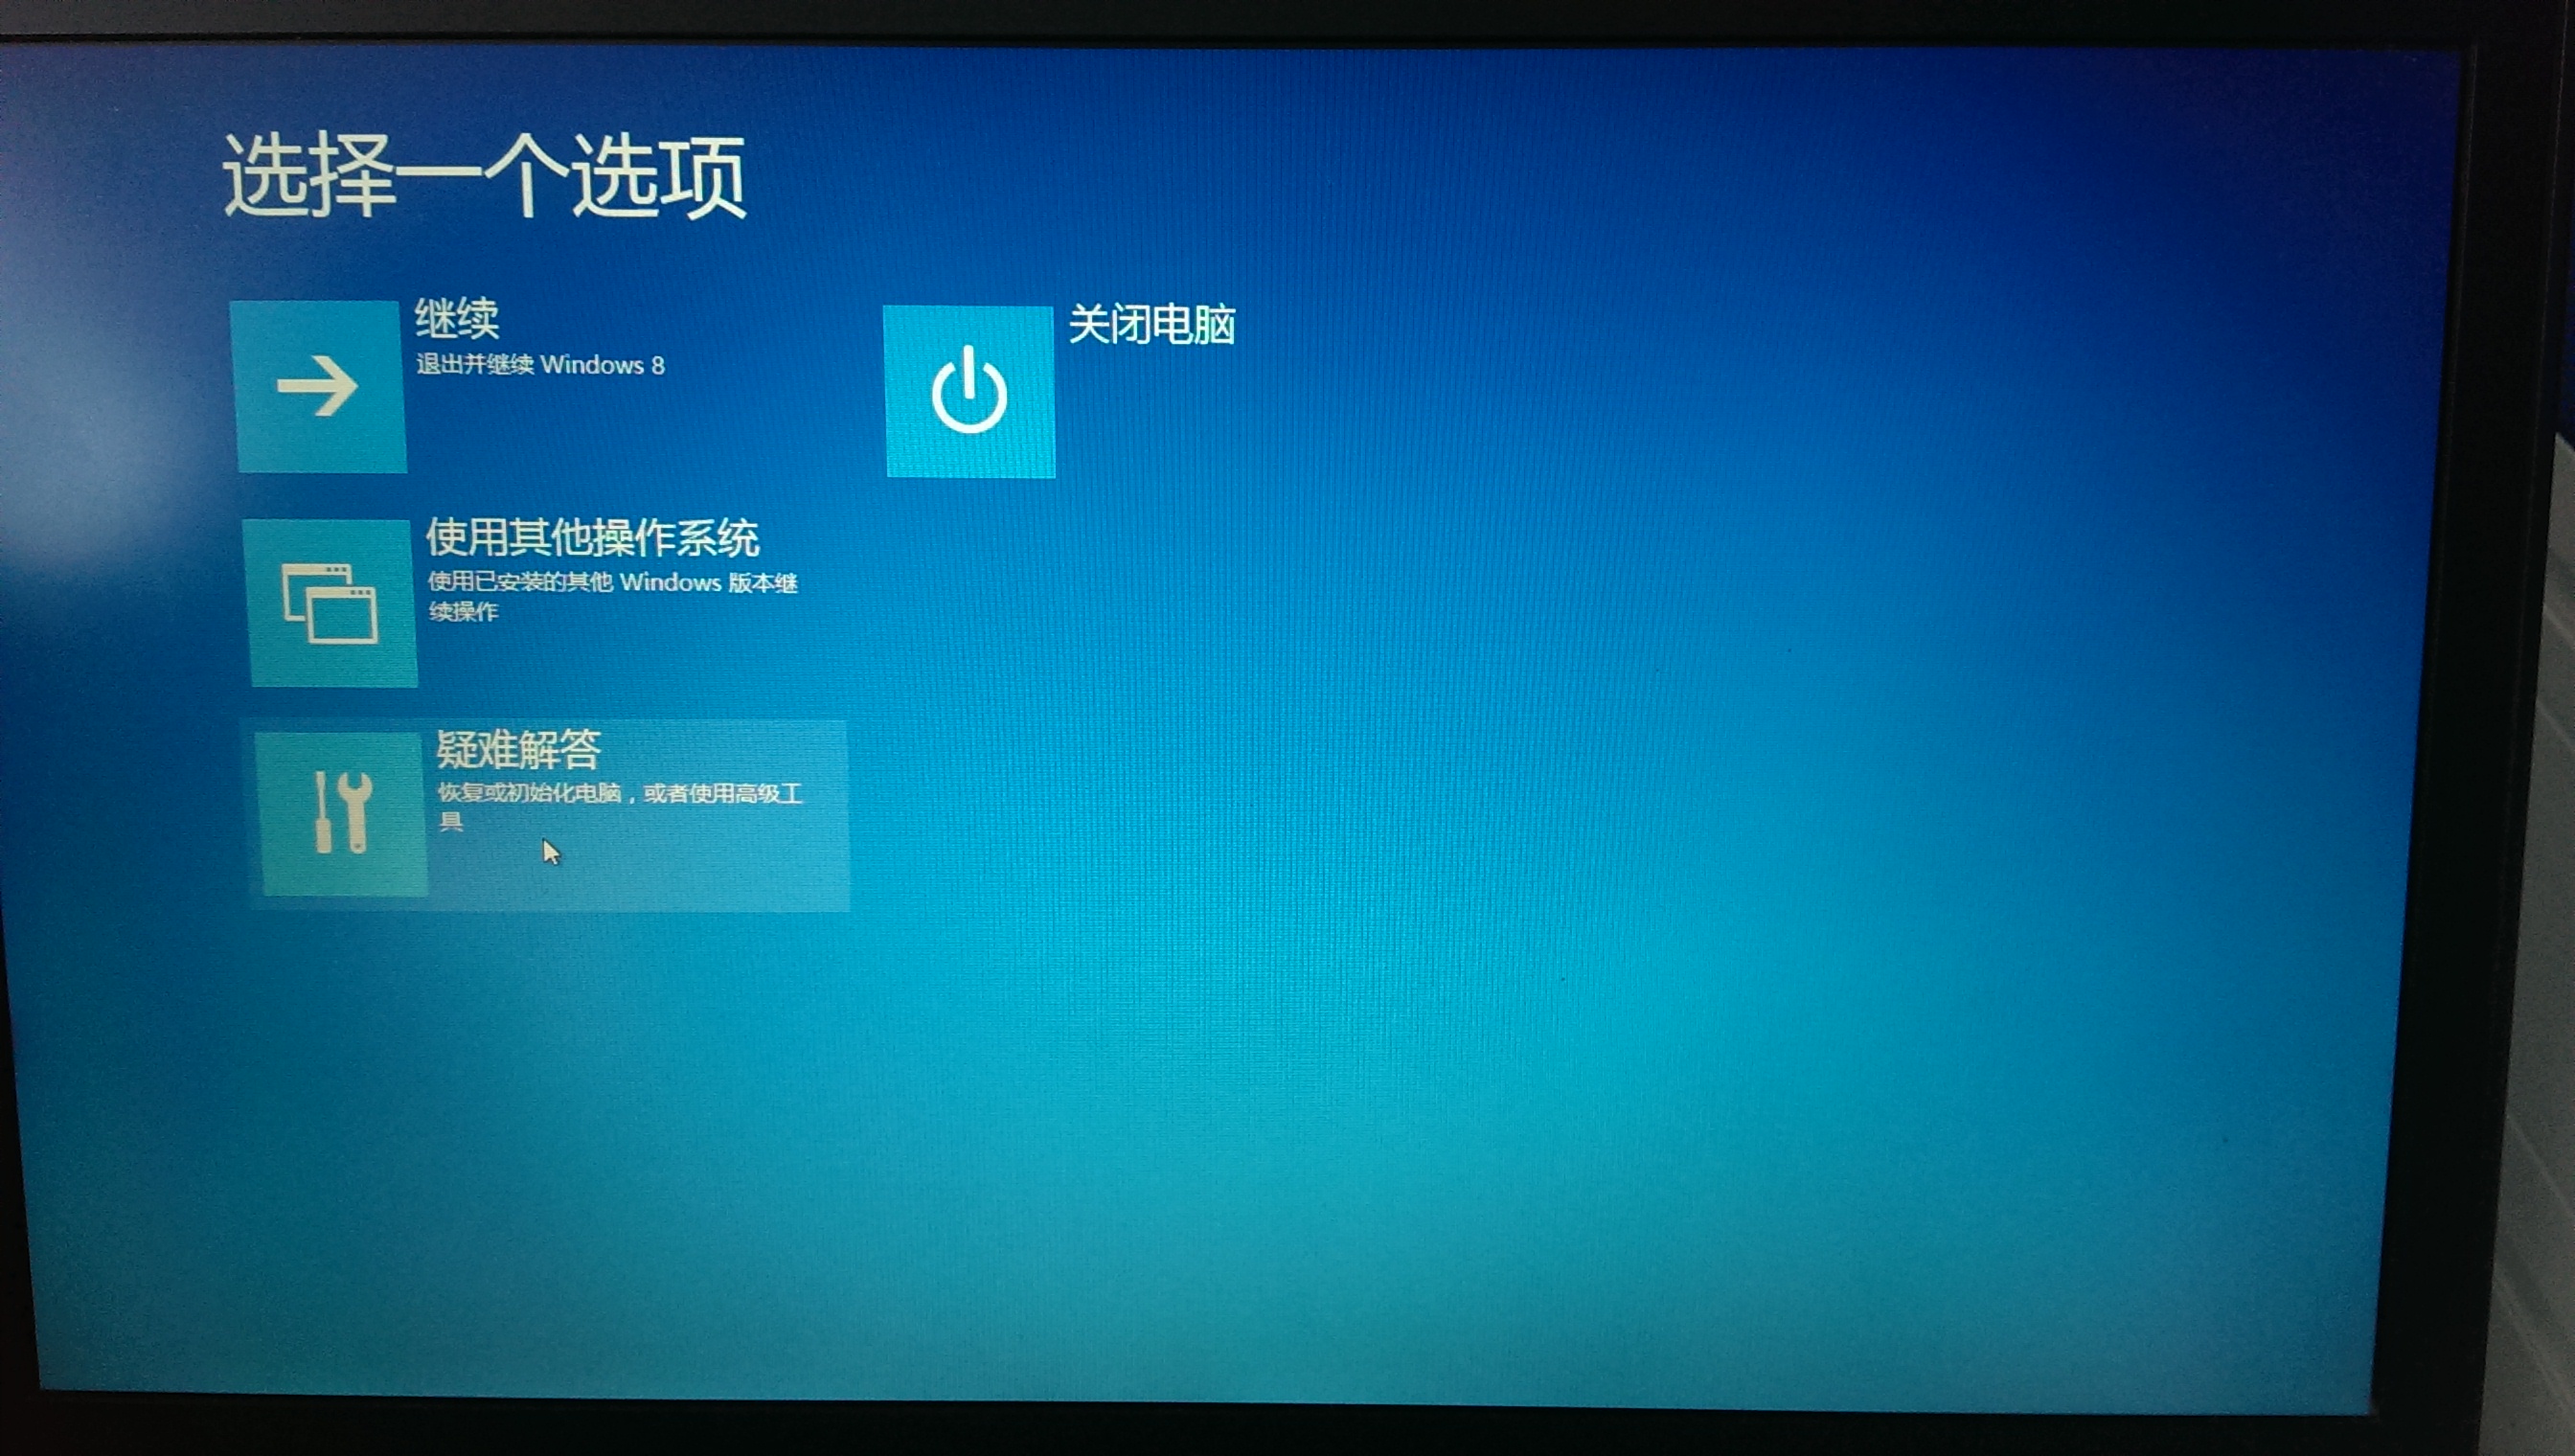 选择一个选项
继续
退出并继续 Windows 8
关闭电脑
使用其他操作系统
使用已安装的其他 Windows 版本继
续操作
疑难解答
恢复或初始化电脑，或者使用高级工
具